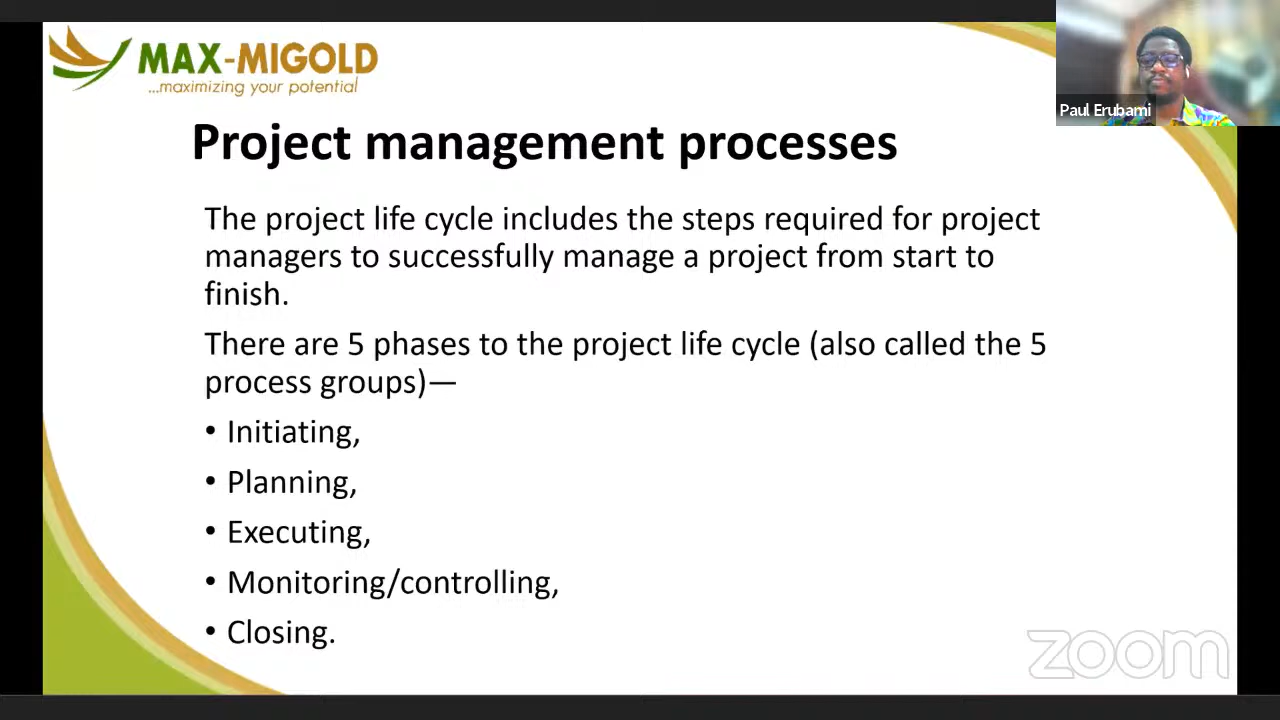 MAX-MIGOLD
...maximizing your potential
Paul Erubami
Project management processes
The project life cycle includes the steps required for project
managers to successfully manage a project from start to
finish.
There are 5 phases to the project life cycle (also called the 5
process groups)—
• Initiating,
• Planning,
• Executing,
• Monitoring/controlling,
• Closing.
zoom